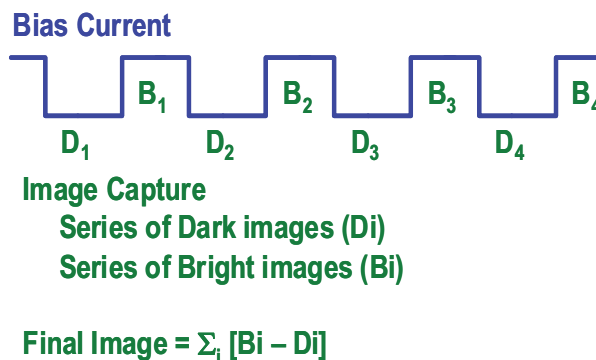 Bias Current
B₁ B₂ B₃ B₄
D₁ D₂ D₃ D₄
Image Capture
Series of Dark images (Di)
Series of Bright images (Bi)
Final Image = Σᵢ [Bi – Di]